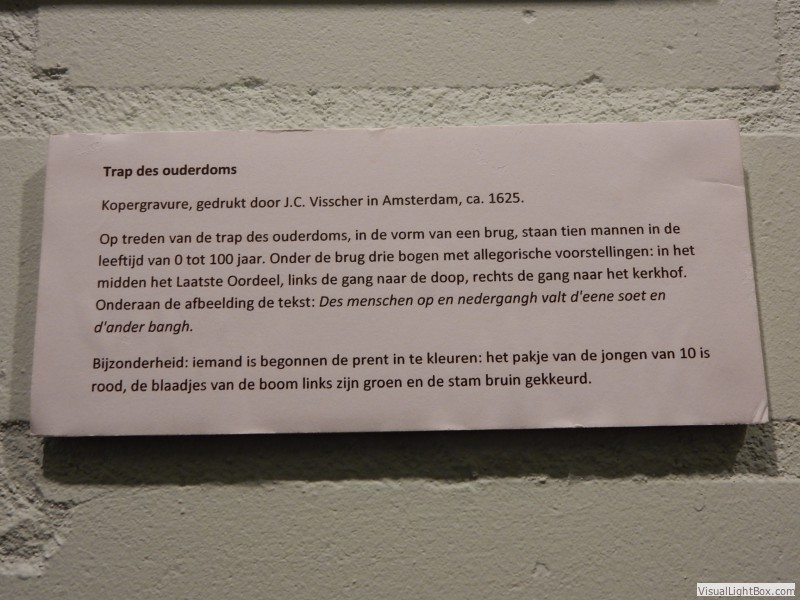 Trap des ouderdoms
Kopergravure, gedrukt door J.C. Visscher in Amsterdam, ca. 1625.
Op treden van de trap des ouderdoms, in de vorm van een brug, staan tien mannen in de
leeftijd van 0 tot 100 jaar. Onder de brug drie bogen met allegorische voorstellingen: in het
midden het Laatste Oordeel, links de gang naar de doop, rechts de gang naar het kerkhof.
Onderaan de afbeelding de tekst: Des menschen op en nedergangh valt d'eene soet en
d'ander bangh.
Bijzonderheid: iemand is begonnen de prent in te kleuren: het pakje van de jongen van 10 is
rood, de blaadjes van de boom links zijn groen en de stam bruin gekkeurd.
VisualLightBox.com